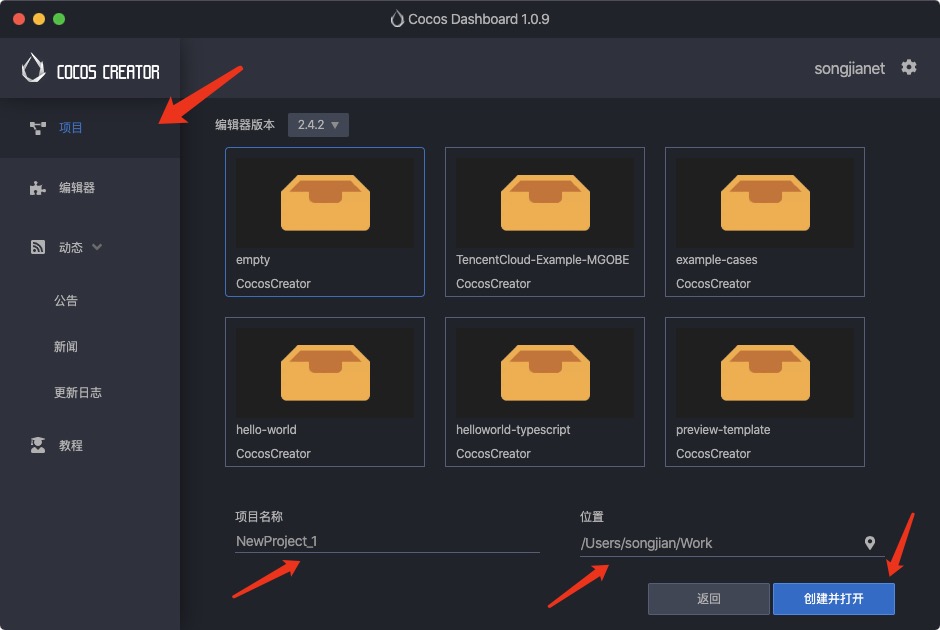 Cocos Dashboard 1.0.9
COCOS CREATOR
songjianet
项目
编辑器
动态
公告
新闻
更新日志
教程
编辑器版本 2.4.2
empty
CocosCreator
TencentCloud-Example-MGOBE
CocosCreator
example-cases
CocosCreator
hello-world
CocosCreator
helloworld-typescript
CocosCreator
preview-template
CocosCreator
项目名称
NewProject_1
位置
/Users/songjian/Work
返回
创建并打开